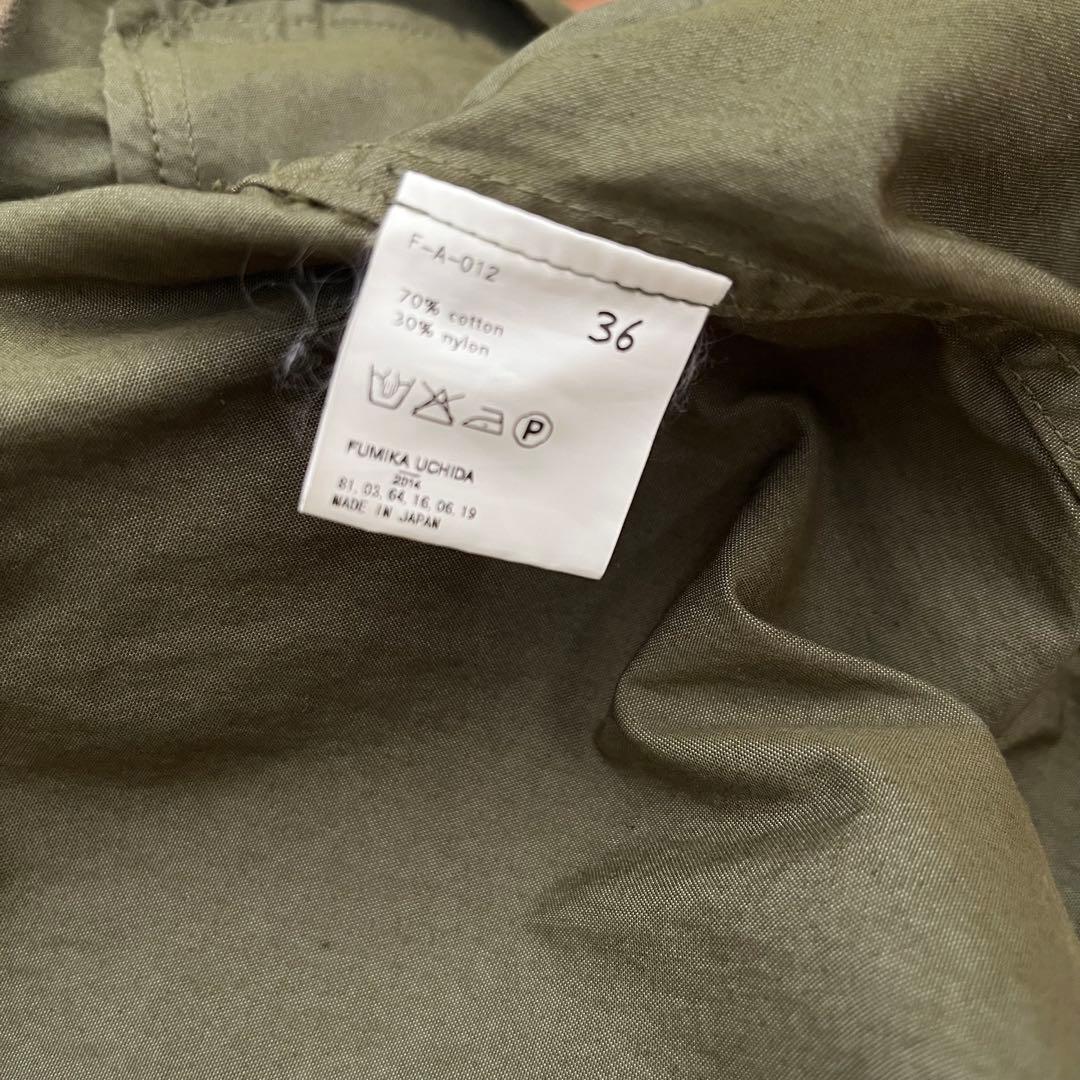 F-A-012
70% cotton
30% nylon
36
P
FUMIKA UCHIDA
2014
81. 03. 64. 16. 06. 19
MADE IN JAPAN